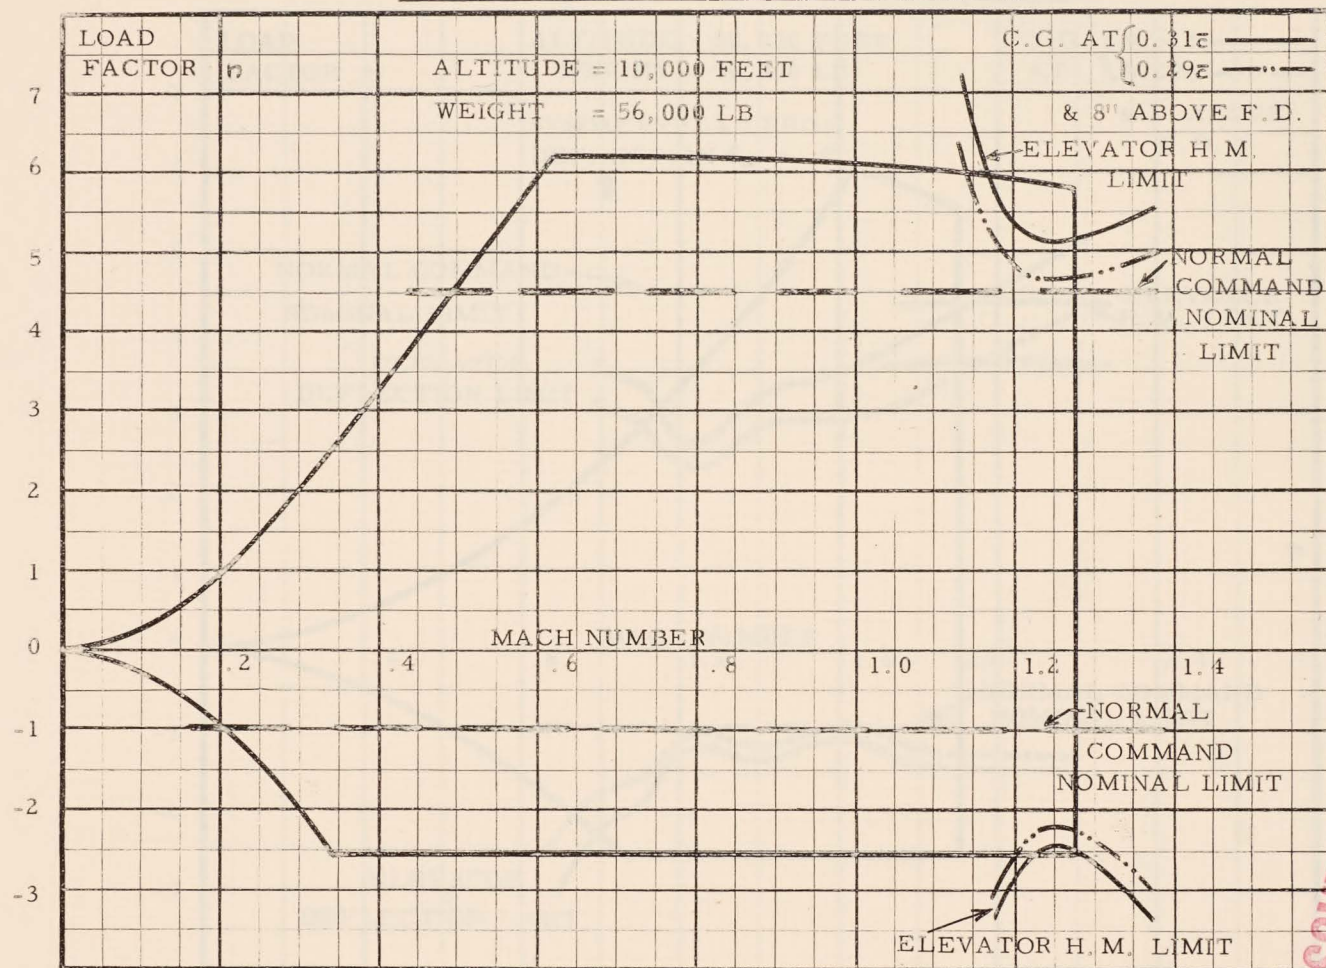 LOAD
FACTOR n
ALTITUDE = 10,000 FEET
WEIGHT = 56,000 LB
C.G. AT { 0.31c̄
0.29c̄
& 8" ABOVE F.D.
ELEVATOR H.M.
LIMIT
NORMAL
COMMAND
NOMINAL
LIMIT
7
6
5
4
3
2
1
0
-1
-2
-3
MACH NUMBER
.2 .4 .6 .8 1.0 1.2 1.4
NORMAL
COMMAND
NOMINAL LIMIT
ELEVATOR H.M. LIMIT